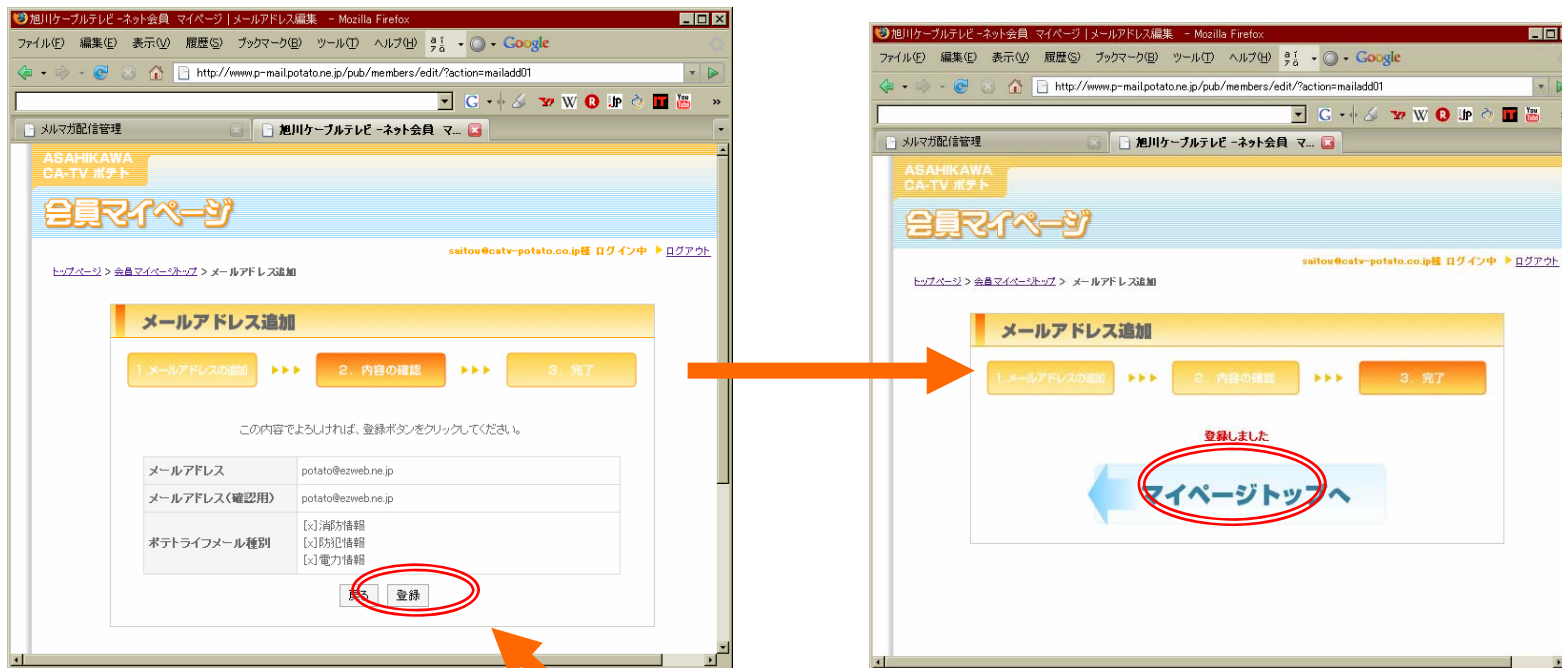 旭川ケーブルテレビ -ネット会員 マイページ | メールアドレス編集 - Mozilla Firefox
ファイル(F) 編集(E) 表示(V) 履歴(S) ブックマーク(B) ツール(T) ヘルプ(H) Google
http://www.p-mail.potato.ne.jp/pub/members/edit/?action=mailadd01
メルマガ配信管理 旭川ケーブルテレビ -ネット会員 マ...
ASAHIKAWA
CA-TV ポテト
会員マイページ
saitou@catv-potato.co.jp様 ログイン中 ログアウト
トップページ > 会員マイページトップ > メールアドレス追加
メールアドレス追加
1.メールアドレスの追加 2. 内容の確認 3. 完了
この内容でよろしければ、登録ボタンをクリックしてください。
メールアドレス potato@ezweb.ne.jp
メールアドレス(確認用) potato@ezweb.ne.jp
ポテトライフメール種別 [x]消防情報
[x]防犯情報
[x]電力情報
戻る 登録
旭川ケーブルテレビ -ネット会員 マイページ | メールアドレス編集 - Mozilla Firefox
ファイル(F) 編集(E) 表示(V) 履歴(S) ブックマーク(B) ツール(T) ヘルプ(H) Google
http://www.p-mail.potato.ne.jp/pub/members/edit/?action=mailadd01
メルマガ配信管理 旭川ケーブルテレビ -ネット会員 マ...
ASAHIKAWA
CA-TV ポテト
会員マイページ
saitou@catv-potato.co.jp様 ログイン中 ログアウト
トップページ > 会員マイページトップ > メールアドレス追加
メールアドレス追加
1.メールアドレスの追加 2. 内容の確認 3. 完了
登録しました
マイページトップへ